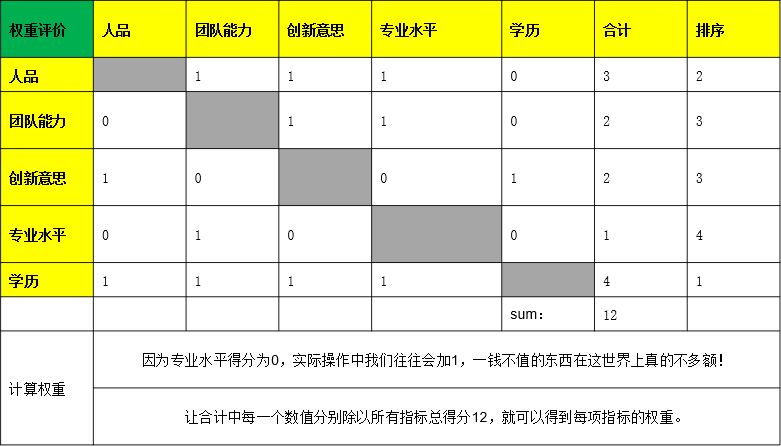 权重评价 人品 团队能力 创新意思 专业水平 学历 合计 排序
人品 1 1 1 0 3 2
团队能力 0 1 1 0 2 3
创新意思 1 0 0 1 2 3
专业水平 0 1 0 0 1 4
学历 1 1 1 1 4 1
sum： 12
计算权重
因为专业水平得分为0，实际操作中我们往往会加1，一钱不值的东西在这世界上真的不多额！
让合计中每一个数值分别除以所有指标总得分12，就可以得到每项指标的权重。